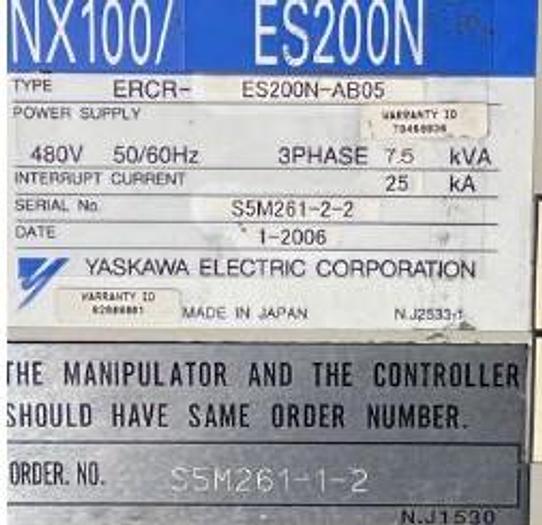 NX100/ ES200N
TYPE ERCR- ES200N-AB05
POWER SUPPLY
WARRANTY ID
480V 50/60Hz 3PHASE 7.5 kVA
INTERRUPT CURRENT 25 kA
SERIAL No. S5M261-2-2
DATE 1-2006
YASKAWA ELECTRIC CORPORATION
WARRANTY ID
MADE IN JAPAN NJ2533-1
THE MANIPULATOR AND THE CONTROLLER
SHOULD HAVE SAME ORDER NUMBER.
ORDER. NO. S5M261-1-2
NJ1530